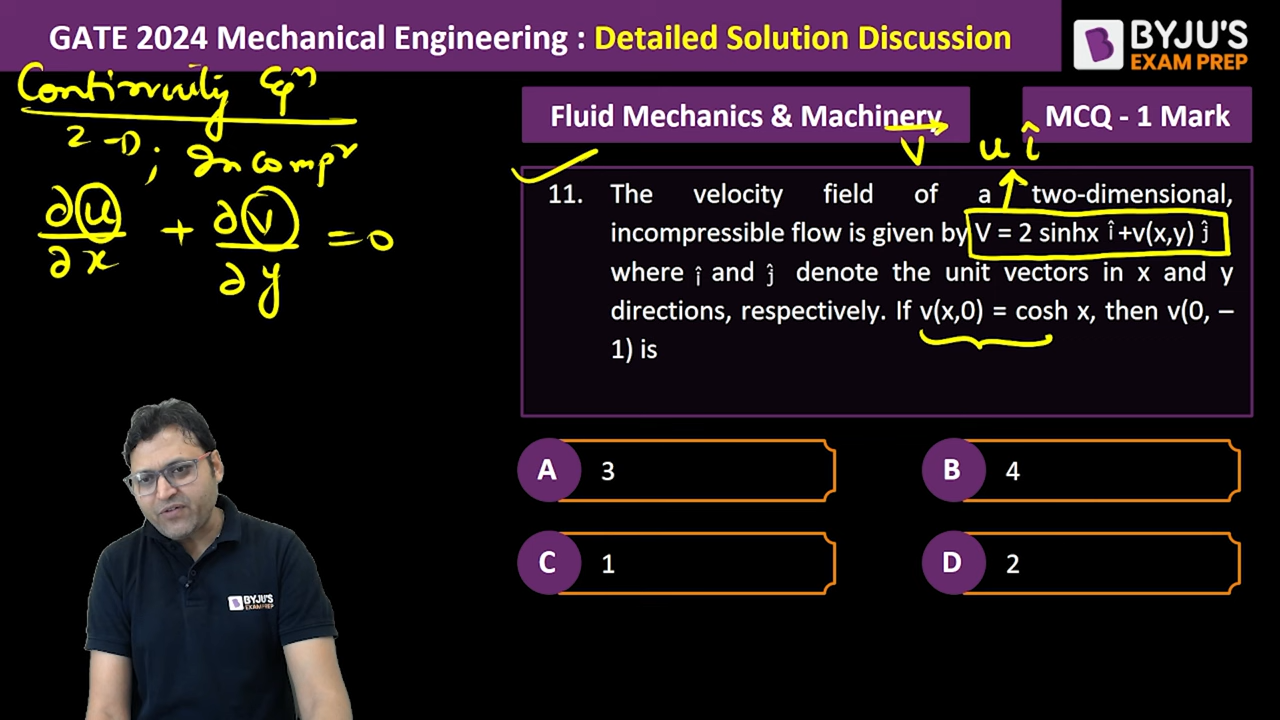 GATE 2024 Mechanical Engineering : Detailed Solution Discussion
BYJU'S
EXAM PREP
Continuity Eqⁿ
2-D; Incompʳ
∂u/∂x + ∂v/∂y = 0
Fluid Mechanics & Machinery
MCQ - 1 Mark
V
u î
11. The velocity field of a two-dimensional,
incompressible flow is given by V = 2 sinhx î+v(x,y) ĵ
where î and ĵ denote the unit vectors in x and y
directions, respectively. If v(x,0) = cosh x, then v(0, –
1) is
A 3
B 4
C 1
D 2
BYJU'S
EXAM PREP